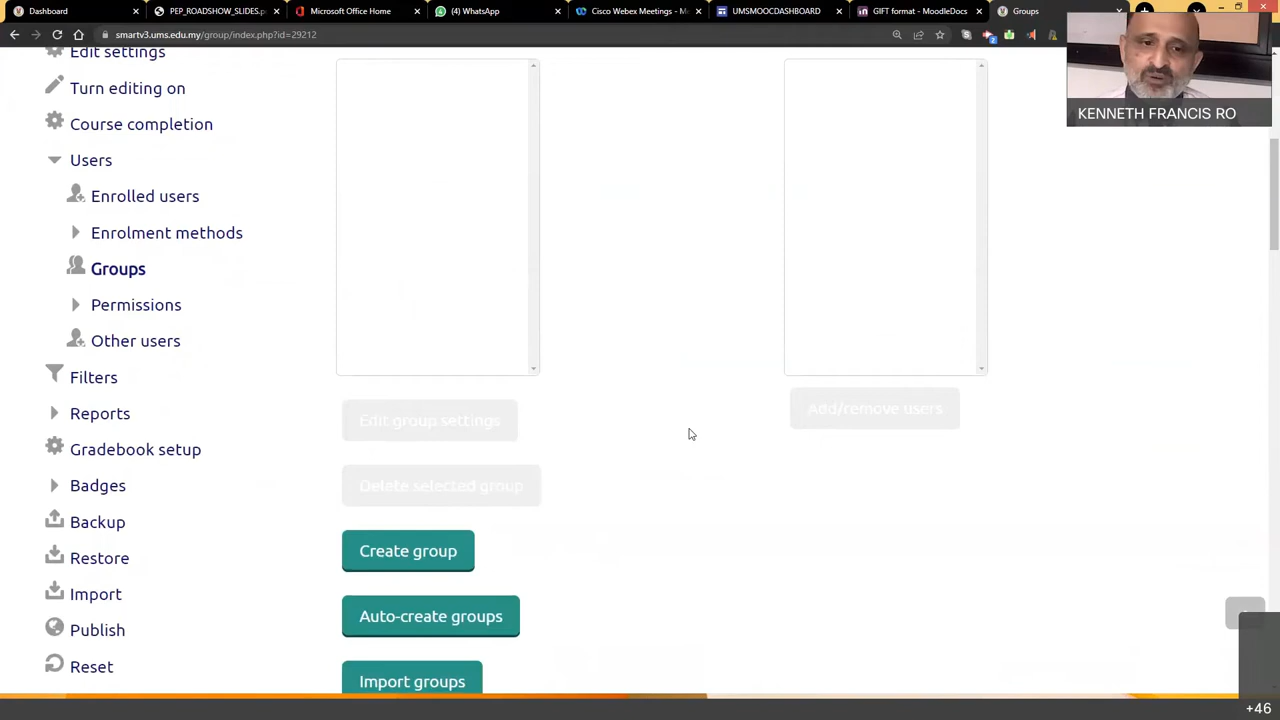 Dashboard
PEP_ROADSHOW_SLIDES.p
Microsoft Office Home
(4) WhatsApp
Cisco Webex Meetings - M
UMSMOOCDASHBOARD
GIFT format - MoodleDocs
Groups
smartv3.ums.edu.my/group/index.php?id=29212
KENNETH FRANCIS RO
Edit settings
Turn editing on
Course completion
Users
Enrolled users
Enrolment methods
Groups
Permissions
Other users
Filters
Reports
Gradebook setup
Badges
Backup
Restore
Import
Publish
Reset
Edit group settings
Add/remove users
Delete selected group
Create group
Auto-create groups
Import groups
+46